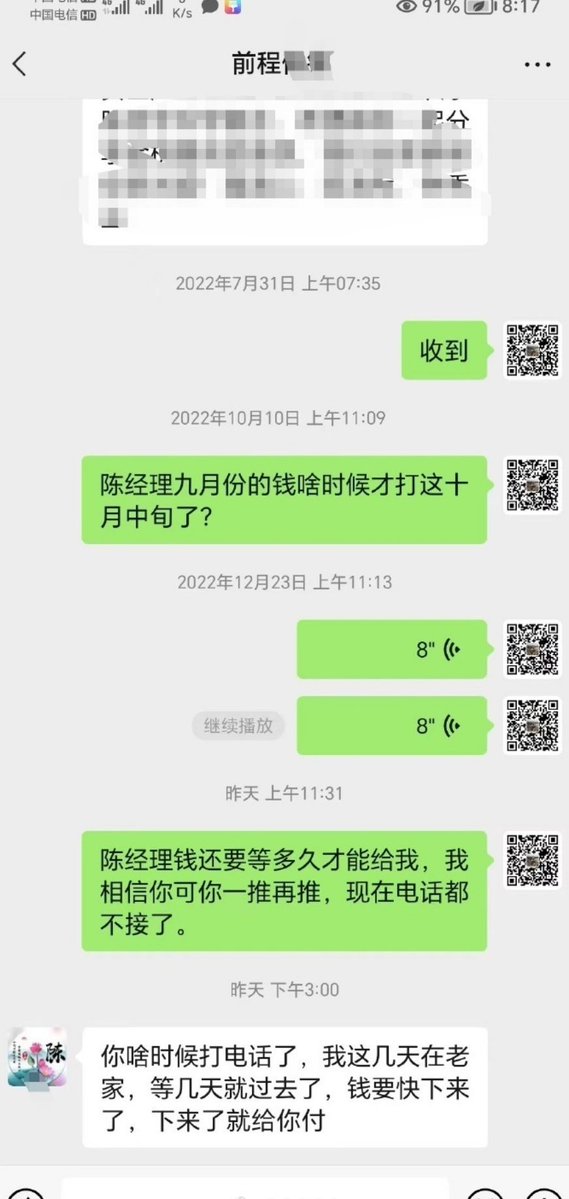 中国电信HD
K/s
91%
8:17
前程
分
2022年7月31日 上午07:35
收到
2022年10月10日 上午11:09
陈经理九月份的钱啥时候才打这十
月中旬了？
2022年12月23日 上午11:13
8"
继续播放
8"
昨天 上午11:31
陈经理钱还要等多久才能给我，我
相信你可你一推再推，现在电话都
不接了。
昨天 下午3:00
陈
你啥时候打电话了，我这几天在老
家，等几天就过去了，钱要快下来
了，下来了就给你付